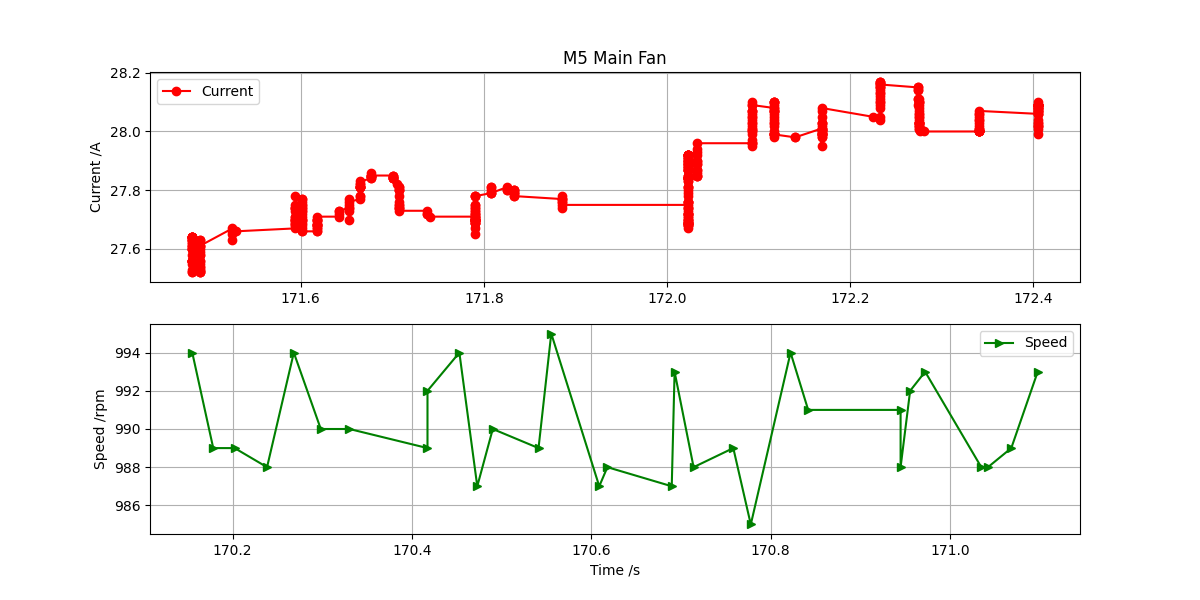 M5 Main Fan
28.2
28.0
27.8
27.6
Current /A
Current
171.6 171.8 172.0 172.2 172.4
994
992
990
988
986
Speed /rpm
Speed
170.2 170.4 170.6 170.8 171.0
Time /s